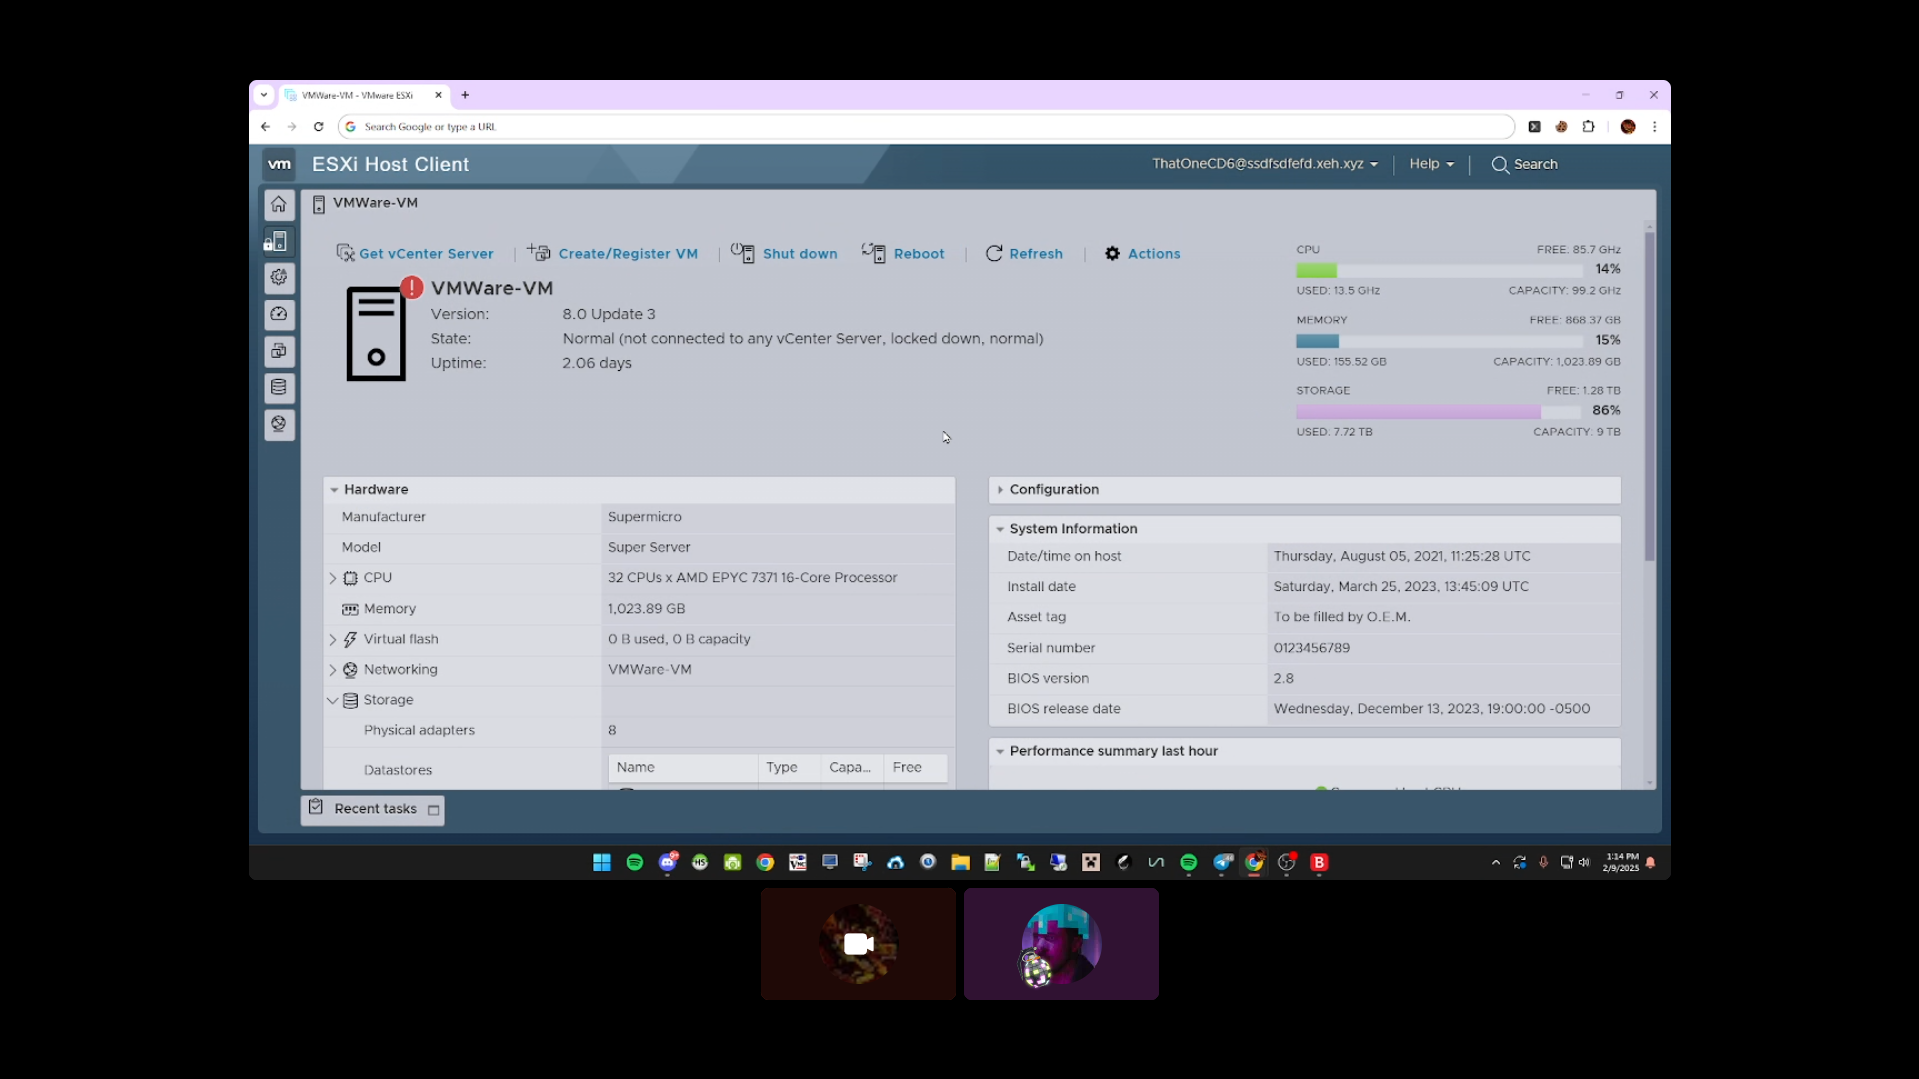 VMWare-VM - VMware ESXi
Search Google or type a URL
vm ESXi Host Client
ThatOneCD6@ssdfsdfefd.xeh.xyz
Help
Search
VMWare-VM
Get vCenter Server
Create/Register VM
Shut down
Reboot
Refresh
Actions
VMWare-VM
Version: 8.0 Update 3
State: Normal (not connected to any vCenter Server, locked down, normal)
Uptime: 2.06 days
CPU FREE: 85.7 GHz
14%
USED: 13.5 GHz CAPACITY: 99.2 GHz
MEMORY FREE: 868.37 GB
15%
USED: 155.52 GB CAPACITY: 1,023.89 GB
STORAGE FREE: 1.28 TB
86%
USED: 7.72 TB CAPACITY: 9 TB
Hardware
Manufacturer Supermicro
Model Super Server
CPU 32 CPUs x AMD EPYC 7371 16-Core Processor
Memory 1,023.89 GB
Virtual flash 0 B used, 0 B capacity
Networking VMWare-VM
Storage
Physical adapters 8
Datastores
Name Type Capa... Free
Configuration
System Information
Date/time on host Thursday, August 05, 2021, 11:25:28 UTC
Install date Saturday, March 25, 2023, 13:45:09 UTC
Asset tag To be filled by O.E.M.
Serial number 0123456789
BIOS version 2.8
BIOS release date Wednesday, December 13, 2023, 19:00:00 -0500
Performance summary last hour
Recent tasks
1:14 PM
2/9/2025